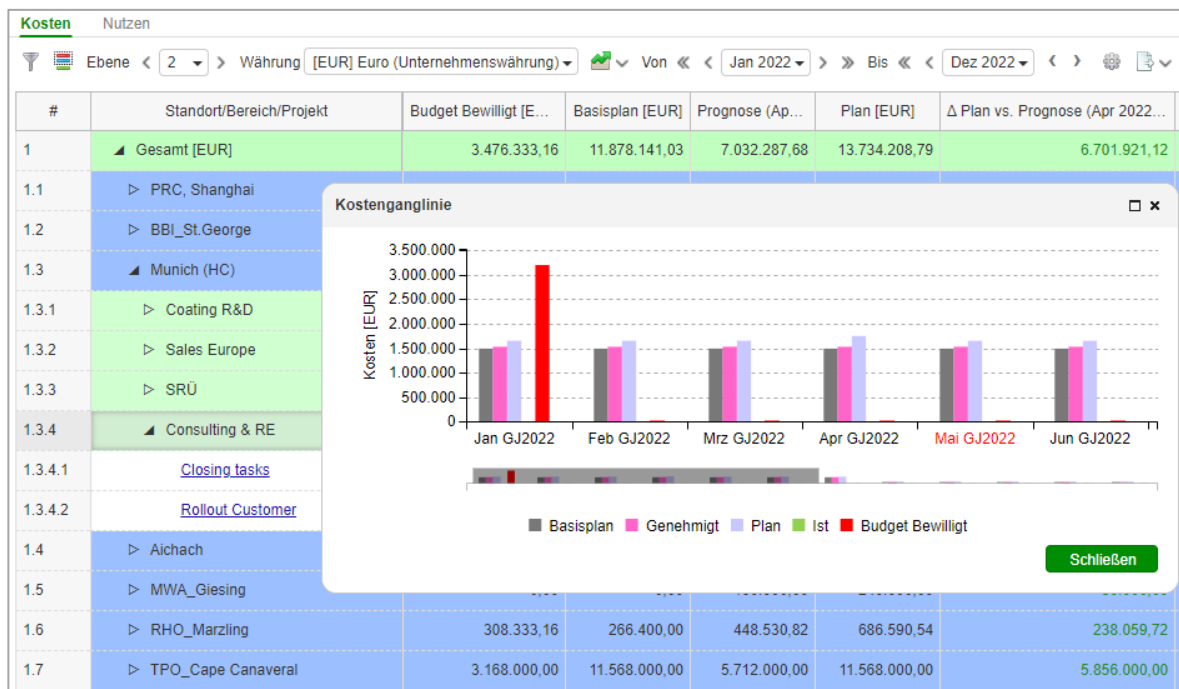 Kosten Nutzen
Ebene 2 Währung [EUR] Euro (Unternehmenswährung) Von Jan 2022 Bis Dez 2022
# Standort/Bereich/Projekt Budget Bewilligt [E... Basisplan [EUR] Prognose (Ap... Plan [EUR] Δ Plan vs. Prognose (Apr 2022...
1 Gesamt [EUR] 3.476.333,16 11.878.141,03 7.032.287,68 13.734.208,79 6.701.921,12
1.1 PRC, Shanghai
1.2 BBI_St.George
1.3 Munich (HC)
1.3.1 Coating R&D
1.3.2 Sales Europe
1.3.3 SRÜ
1.3.4 Consulting & RE
1.3.4.1 Closing tasks
1.3.4.2 Rollout Customer
1.4 Aichach
1.5 MWA_Giesing
1.6 RHO_Marzling 308.333,16 266.400,00 448.530,82 686.590,54 238.059,72
1.7 TPO_Cape Canaveral 3.168.000,00 11.568.000,00 5.712.000,00 11.568.000,00 5.856.000,00
Kostenganglinie
Kosten [EUR]
3.500.000
3.000.000
2.500.000
2.000.000
1.500.000
1.000.000
500.000
0
Jan GJ2022 Feb GJ2022 Mrz GJ2022 Apr GJ2022 Mai GJ2022 Jun GJ2022
Basisplan Genehmigt Plan Ist Budget Bewilligt
Schließen